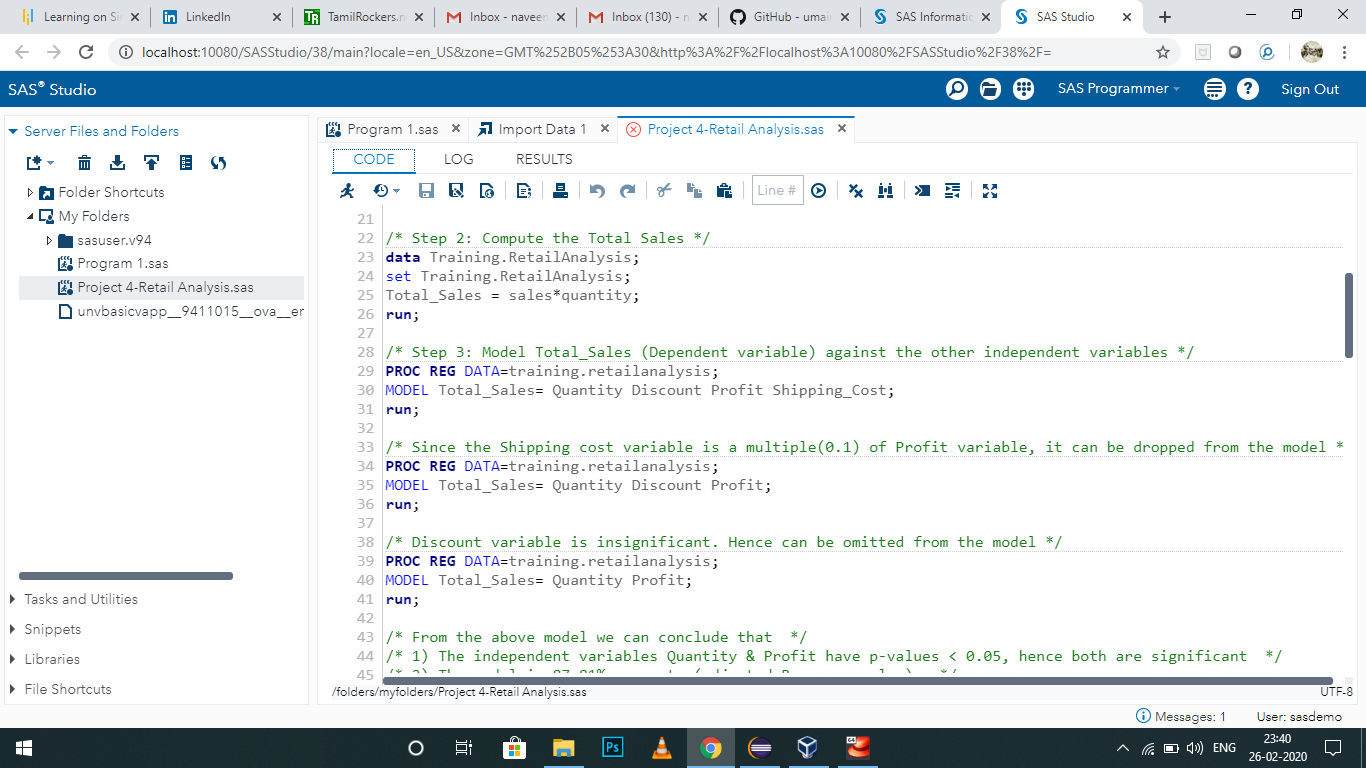 Learning on Si
LinkedIn
TamilRockers.n
Inbox - naveen
Inbox (130) - n
GitHub - umai
SAS Informatic
SAS Studio
localhost:10080/SASStudio/38/main?locale=en_US&zone=GMT%252B05%253A30&http%3A%2F%2Flocalhost%3A10080%2FSASStudio%2F38%2F=
SAS® Studio
SAS Programmer
Sign Out
Server Files and Folders
Folder Shortcuts
My Folders
sasuser.v94
Program 1.sas
Project 4-Retail Analysis.sas
unvbasicvapp__9411015__ova__er
Tasks and Utilities
Snippets
Libraries
File Shortcuts
Program 1.sas
Import Data 1
Project 4-Retail Analysis.sas
CODE
LOG
RESULTS
Line #
21
22 /* Step 2: Compute the Total Sales */
23 data Training.RetailAnalysis;
24 set Training.RetailAnalysis;
25 Total_Sales = sales*quantity;
26 run;
27
28 /* Step 3: Model Total_Sales (Dependent variable) against the other independent variables */
29 PROC REG DATA=training.retailanalysis;
30 MODEL Total_Sales= Quantity Discount Profit Shipping_Cost;
31 run;
32
33 /* Since the Shipping cost variable is a multiple(0.1) of Profit variable, it can be dropped from the model *
34 PROC REG DATA=training.retailanalysis;
35 MODEL Total_Sales= Quantity Discount Profit;
36 run;
37
38 /* Discount variable is insignificant. Hence can be omitted from the model */
39 PROC REG DATA=training.retailanalysis;
40 MODEL Total_Sales= Quantity Profit;
41 run;
42
43 /* From the above model we can conclude that */
44 /* 1) The independent variables Quantity & Profit have p-values < 0.05, hence both are significant */
45
/folders/myfolders/Project 4-Retail Analysis.sas
UTF-8
Messages: 1
User: sasdemo
Ps
64
ENG
23:40
26-02-2020